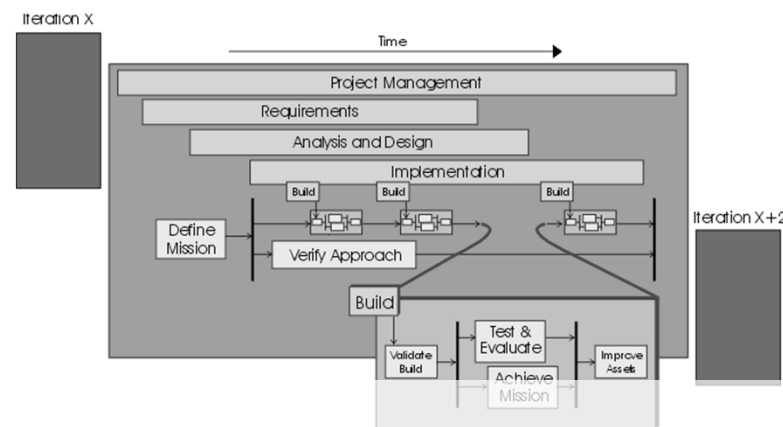 Iteration X
Time
Project Management
Requirements
Analysis and Design
Implementation
Build
Build
Build
Define
Mission
Verify Approach
Iteration X+2
Build
Test &
Evaluate
Validate
Build
Improve
Assets
Achieve
Mission